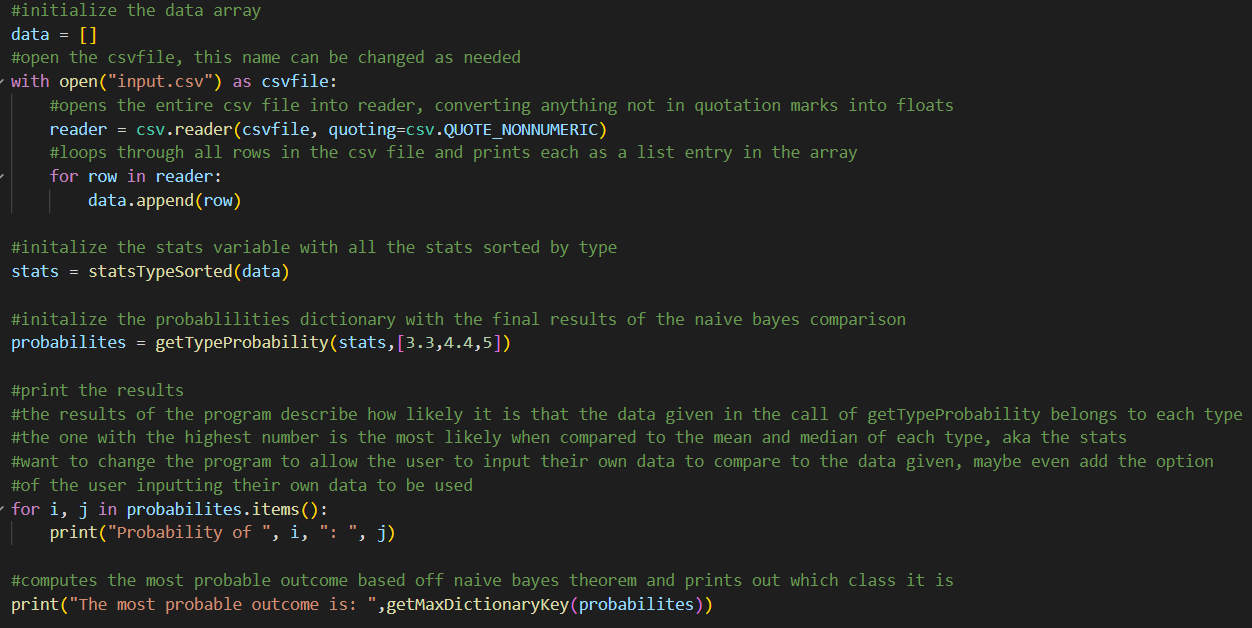 #initialize the data array
data = []
#open the csvfile, this name can be changed as needed
with open("input.csv") as csvfile:
    #opens the entire csv file into reader, converting anything not in quotation marks into floats
    reader = csv.reader(csvfile, quoting=csv.QUOTE_NONNUMERIC)
    #loops through all rows in the csv file and prints each as a list entry in the array
    for row in reader:
        data.append(row)

#initalize the stats variable with all the stats sorted by type
stats = statsTypeSorted(data)

#initalize the probablilities dictionary with the final results of the naive bayes comparison
probabilites = getTypeProbability(stats,[3.3,4.4,5])

#print the results
#the results of the program describe how likely it is that the data given in the call of getTypeProbability belongs to each type
#the one with the highest number is the most likely when compared to the mean and median of each type, aka the stats
#want to change the program to allow the user to input their own data to compare to the data given, maybe even add the option
#of the user inputting their own data to be used
for i, j in probabilites.items():
    print("Probability of ", i, ": ", j)

#computes the most probable outcome based off naive bayes theorem and prints out which class it is
print("The most probable outcome is: ",getMaxDictionaryKey(probabilites))